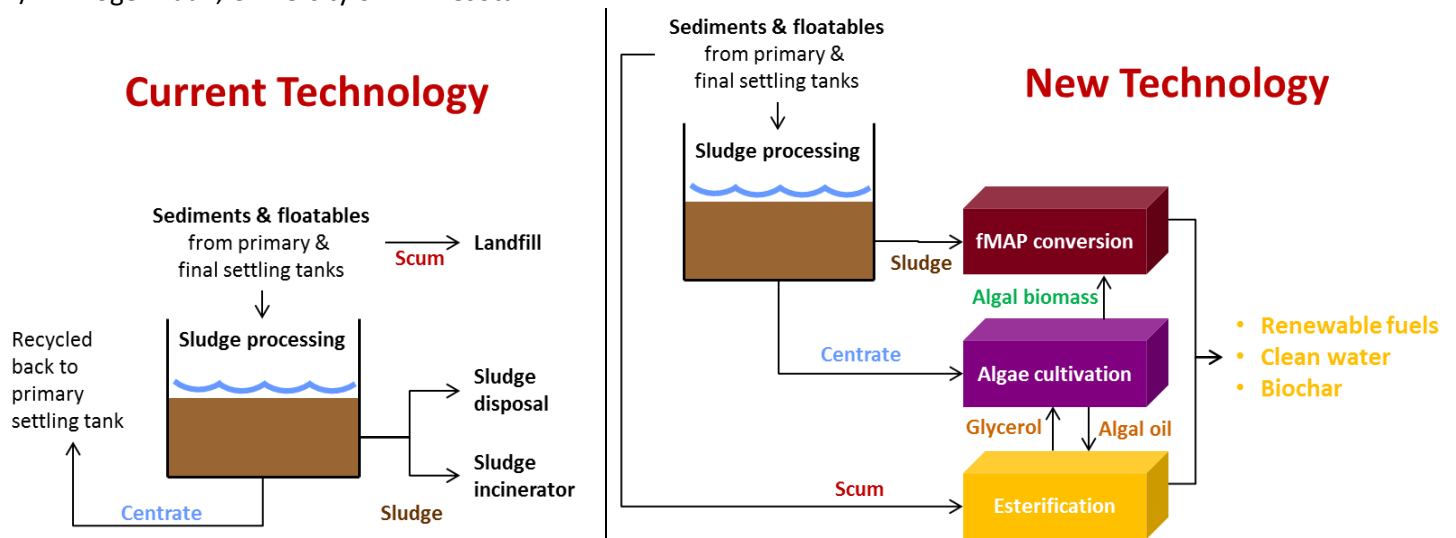 Current Technology
Sediments & floatables
from primary &
final settling tanks
Scum
Landfill
Sludge processing
Recycled
back to
primary
settling tank
Sludge
disposal
Sludge
incinerator
Centrate
Sludge
New Technology
Sediments & floatables
from primary &
final settling tanks
Sludge processing
Sludge
fMAP conversion
Algal biomass
Centrate
Algae cultivation
Glycerol
Algal oil
Scum
Esterification
• Renewable fuels
• Clean water
• Biochar